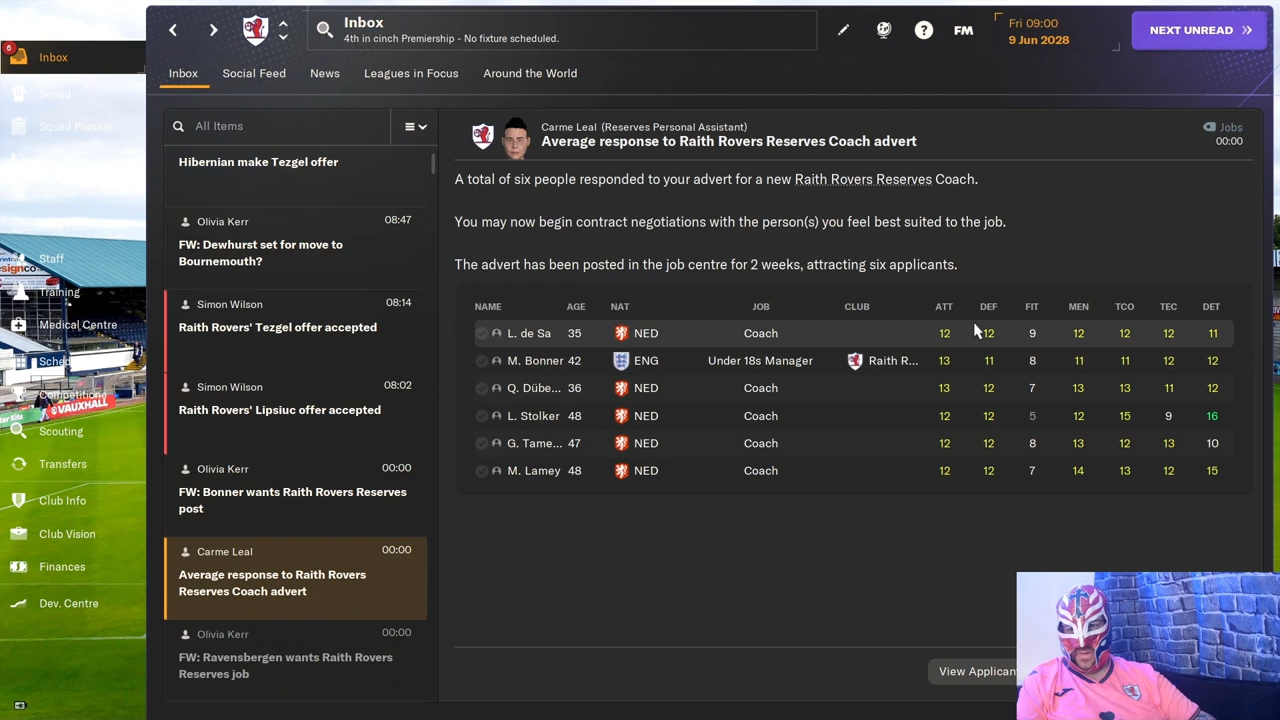 Inbox
4th in cinch Premiership - No fixture scheduled.
FM
Fri 09:00
9 Jun 2028
NEXT UNREAD
6
Inbox
Squad
Squad Planner
Staff
Training
Medical Centre
Sched
Competitions
Scouting
Transfers
Club Info
Club Vision
Finances
Dev. Centre
VAUXHALL
Inbox
Social Feed
News
Leagues in Focus
Around the World
All Items
Hibernian make Tezgel offer
Olivia Kerr 08:47
FW: Dewhurst set for move to
Bournemouth?
Simon Wilson 08:14
Raith Rovers' Tezgel offer accepted
Simon Wilson 08:02
Raith Rovers' Lipsiuc offer accepted
Olivia Kerr 00:00
FW: Bonner wants Raith Rovers Reserves
post
Carme Leal 00:00
Average response to Raith Rovers
Reserves Coach advert
Olivia Kerr 00:00
FW: Ravensbergen wants Raith Rovers
Reserves job
Carme Leal (Reserves Personal Assistant)
Average response to Raith Rovers Reserves Coach advert
Jobs
00:00
A total of six people responded to your advert for a new Raith Rovers Reserves Coach.
You may now begin contract negotiations with the person(s) you feel best suited to the job.
The advert has been posted in the job centre for 2 weeks, attracting six applicants.
NAME AGE NAT JOB CLUB ATT DEF FIT MEN TCO TEC DET
L. de Sa 35 NED Coach 12 12 9 12 12 12 11
M. Bonner 42 ENG Under 18s Manager Raith R... 13 11 8 11 11 12 12
Q. Dübe... 36 NED Coach 13 12 7 13 13 11 12
L. Stolker 48 NED Coach 12 12 5 12 15 9 16
G. Tame... 47 NED Coach 12 12 8 13 12 13 10
M. Lamey 48 NED Coach 12 12 7 14 13 12 15
View Applican